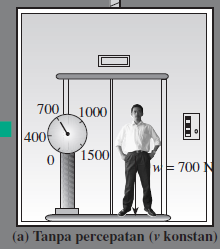 700 1000
400
0 1500
w = 700 N
(a) Tanpa percepatan (v konstan)